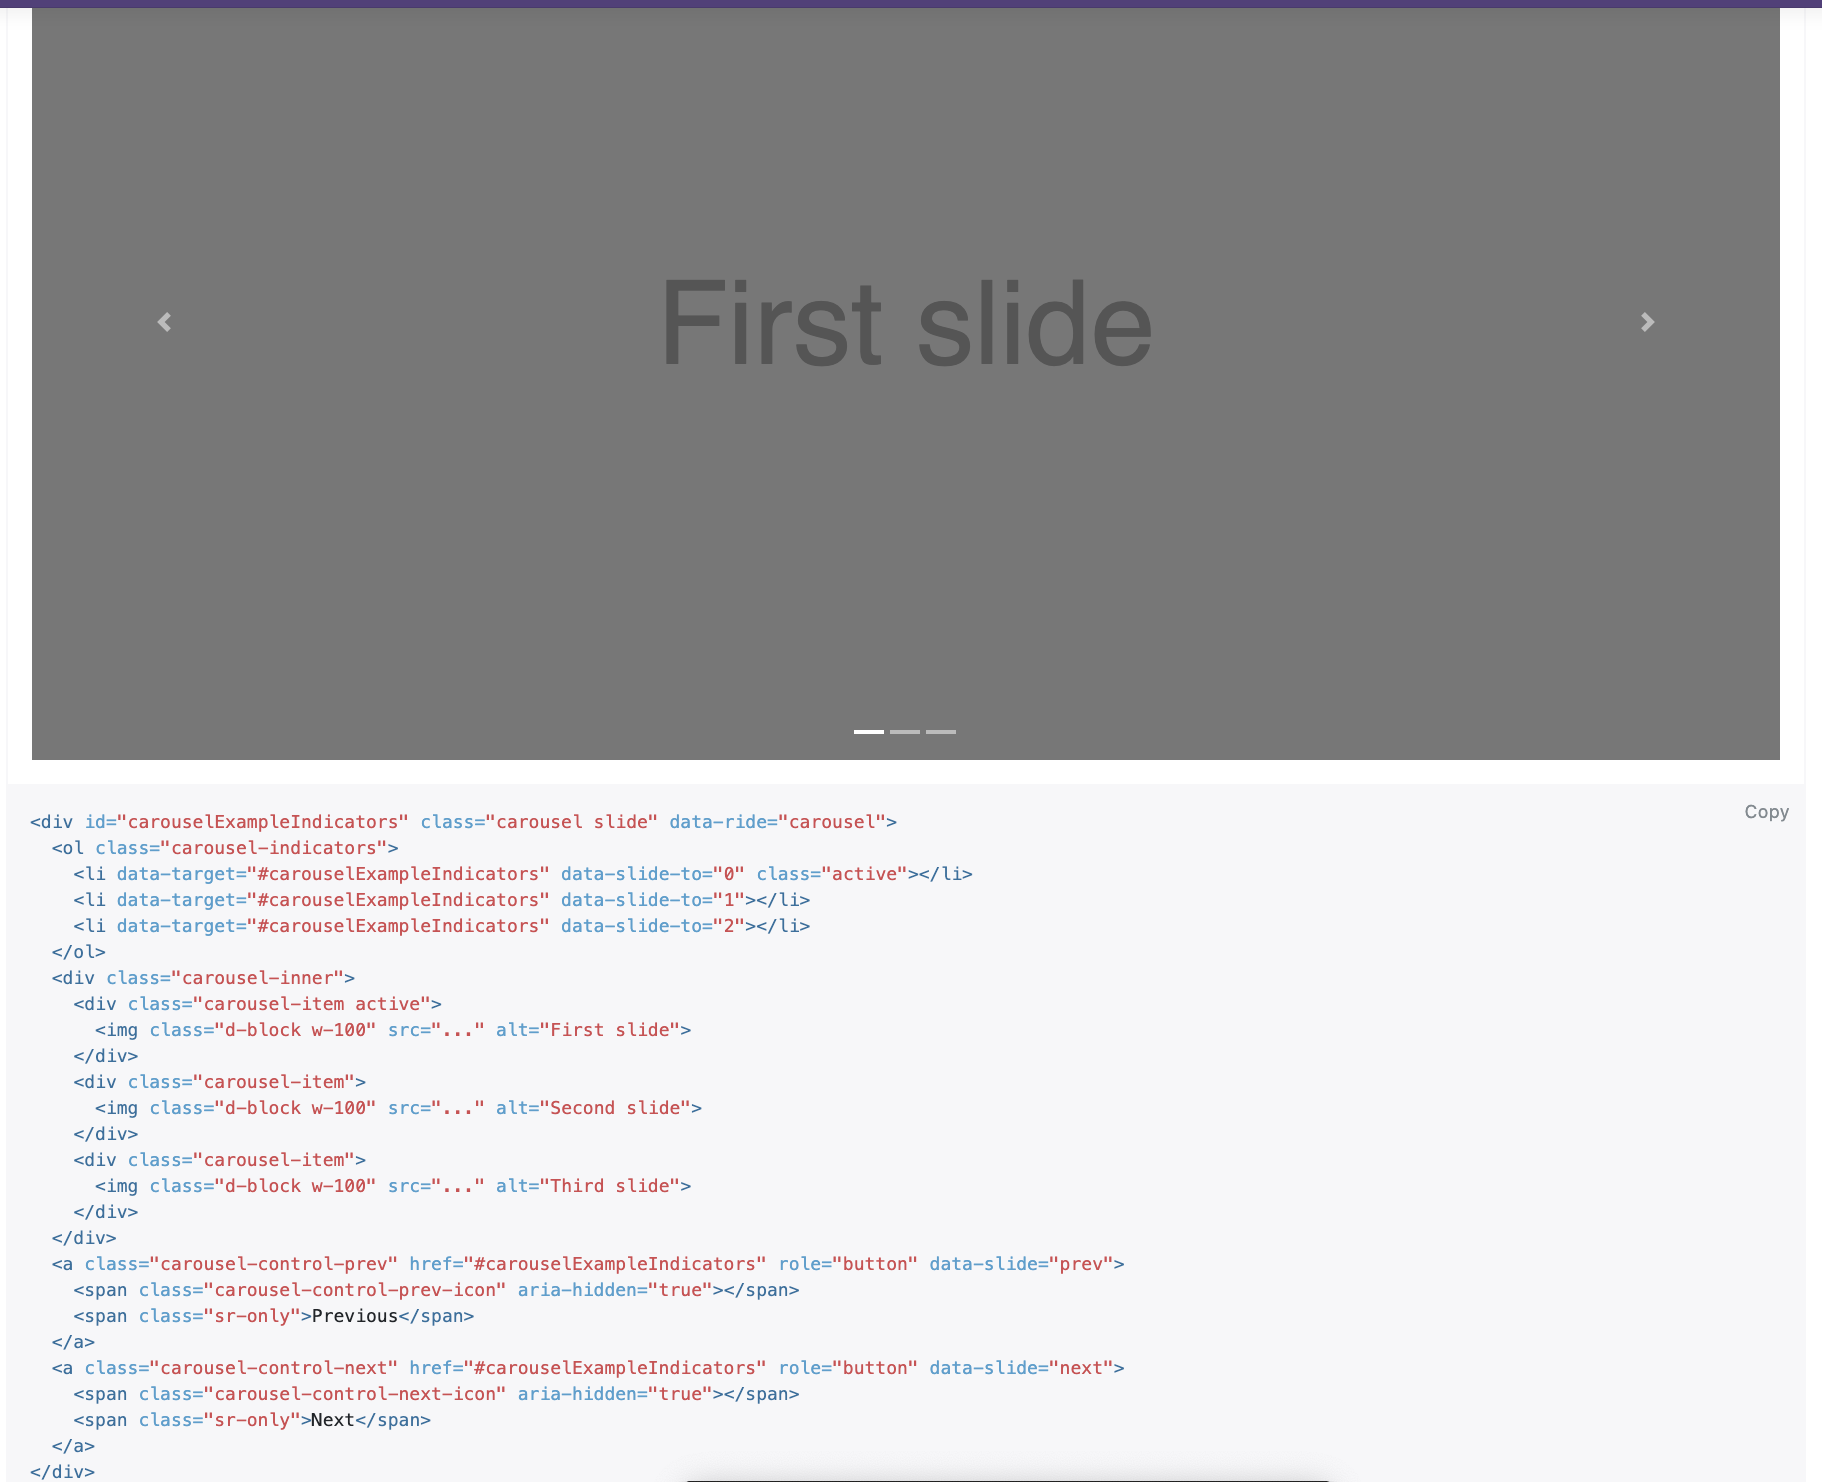 First slide
Copy
<div id="carouselExampleIndicators" class="carousel slide" data-ride="carousel">
  <ol class="carousel-indicators">
    <li data-target="#carouselExampleIndicators" data-slide-to="0" class="active"></li>
    <li data-target="#carouselExampleIndicators" data-slide-to="1"></li>
    <li data-target="#carouselExampleIndicators" data-slide-to="2"></li>
  </ol>
  <div class="carousel-inner">
    <div class="carousel-item active">
      <img class="d-block w-100" src="..." alt="First slide">
    </div>
    <div class="carousel-item">
      <img class="d-block w-100" src="..." alt="Second slide">
    </div>
    <div class="carousel-item">
      <img class="d-block w-100" src="..." alt="Third slide">
    </div>
  </div>
  <a class="carousel-control-prev" href="#carouselExampleIndicators" role="button" data-slide="prev">
    <span class="carousel-control-prev-icon" aria-hidden="true"></span>
    <span class="sr-only">Previous</span>
  </a>
  <a class="carousel-control-next" href="#carouselExampleIndicators" role="button" data-slide="next">
    <span class="carousel-control-next-icon" aria-hidden="true"></span>
    <span class="sr-only">Next</span>
  </a>
</div>